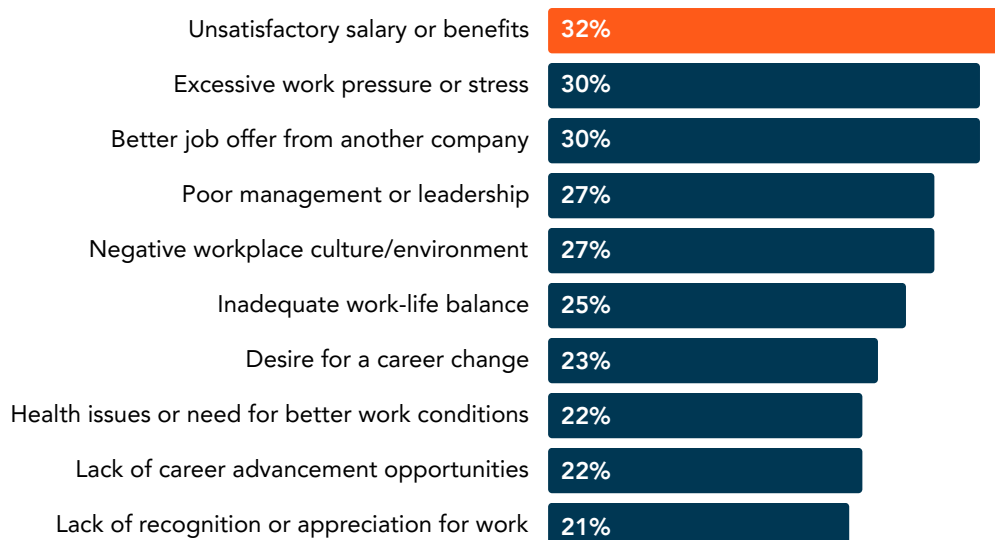 Unsatisfactory salary or benefits 32%
Excessive work pressure or stress 30%
Better job offer from another company 30%
Poor management or leadership 27%
Negative workplace culture/environment 27%
Inadequate work-life balance 25%
Desire for a career change 23%
Health issues or need for better work conditions 22%
Lack of career advancement opportunities 22%
Lack of recognition or appreciation for work 21%